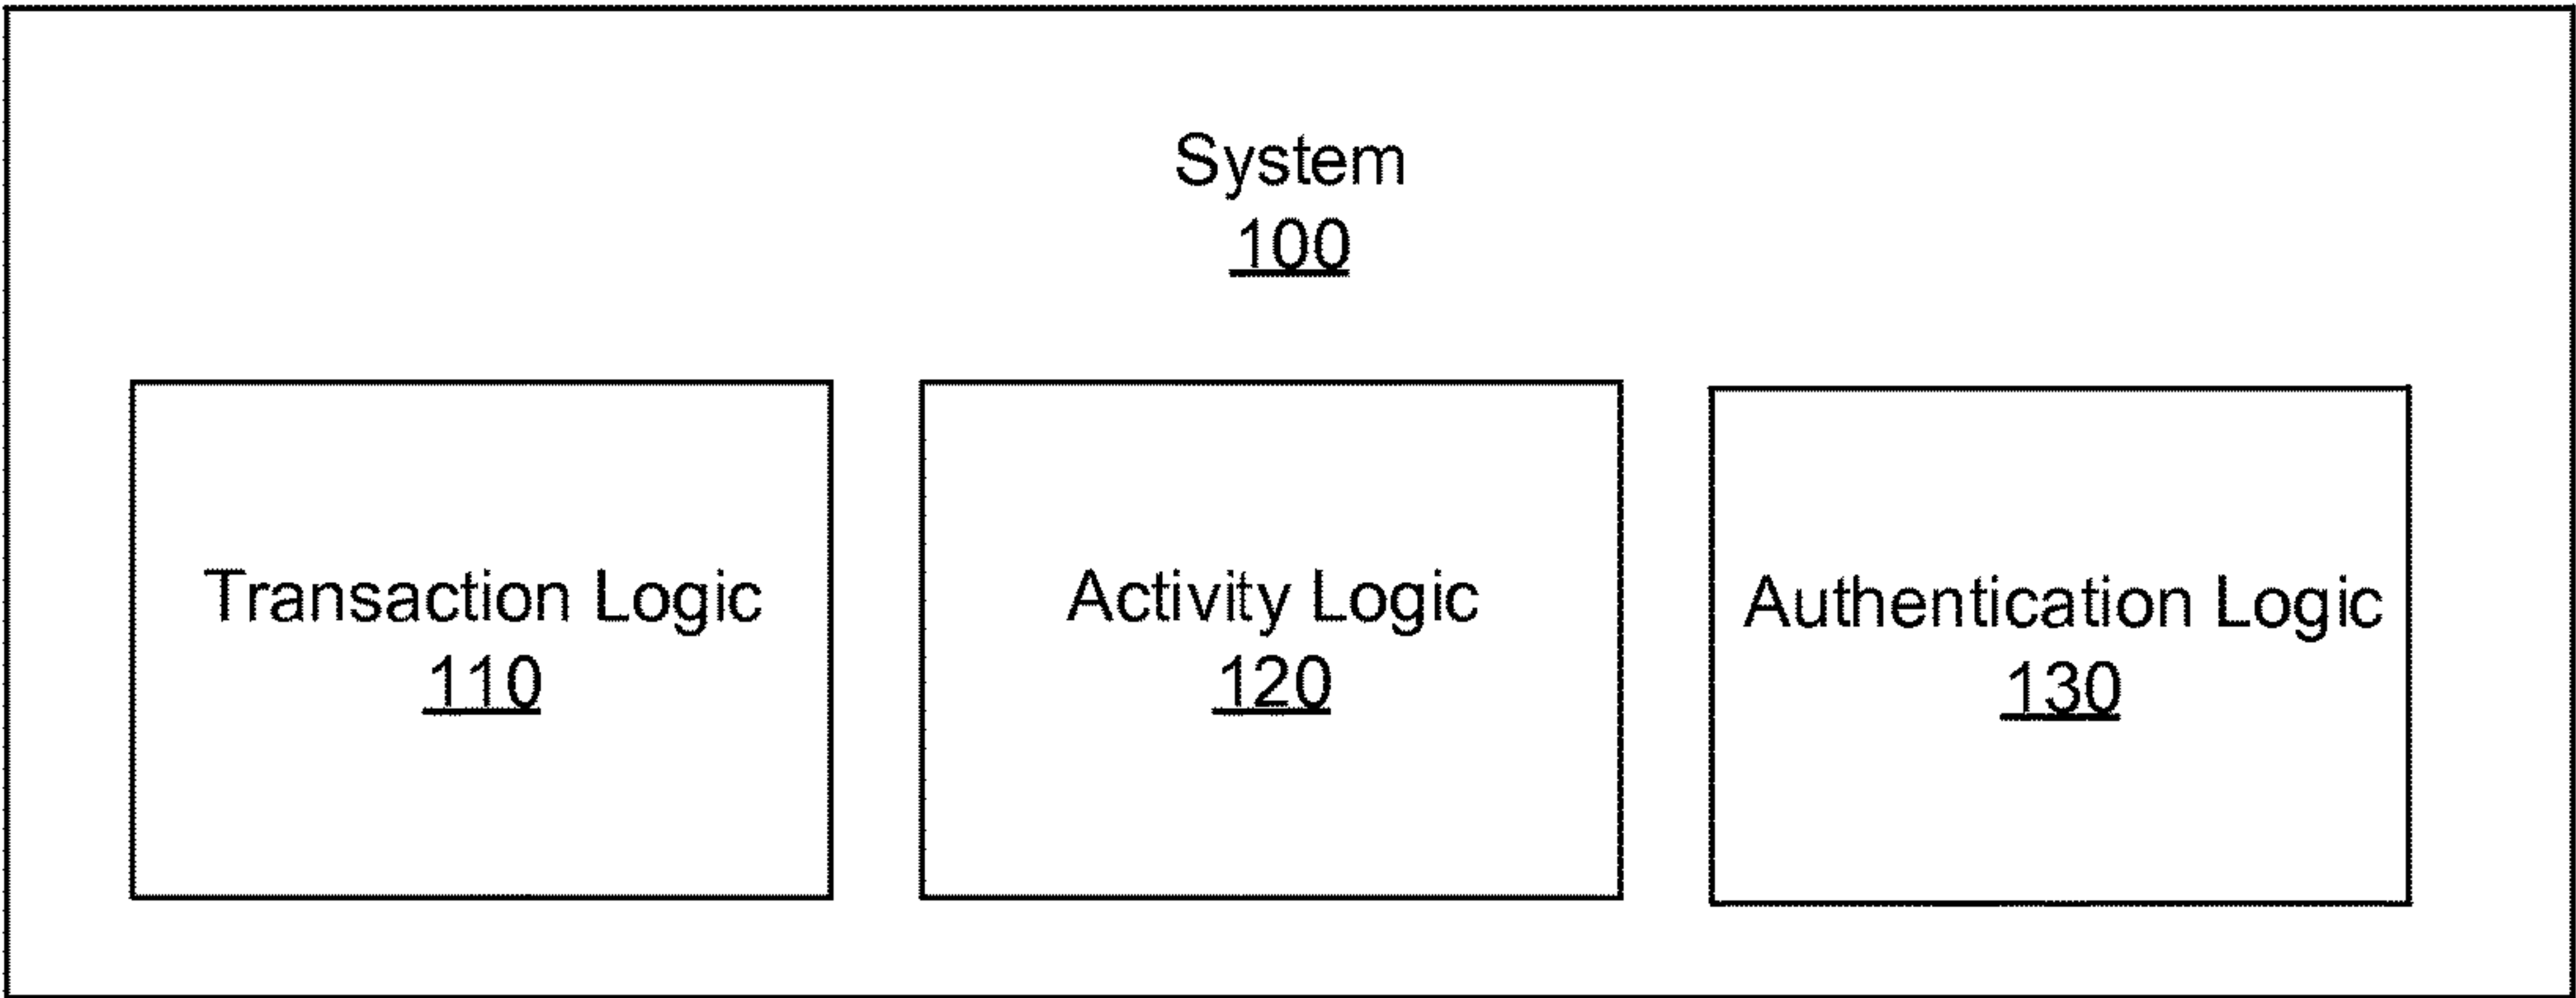 System
100
Transaction Logic
110
Activity Logic
120
Authentication Logic
130